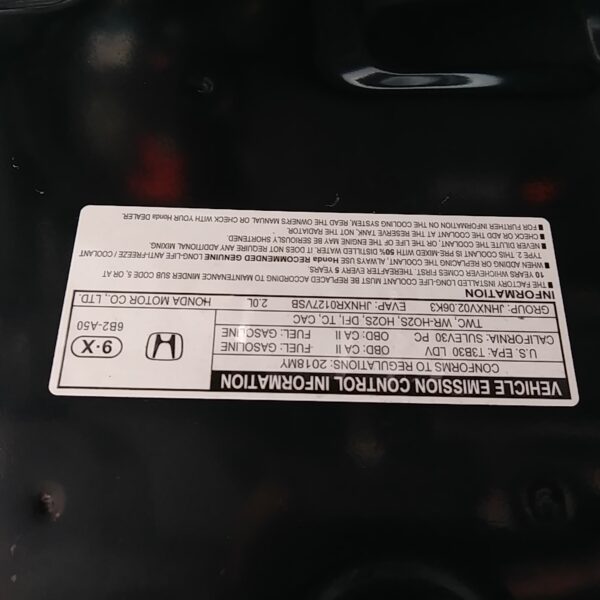 VEHICLE EMISSION CONTROL INFORMATION
CONFORMS TO REGULATIONS: 2018MY
U.S. EPA: T3B30 LDV OBD: CA II FUEL: GASOLINE
CALIFORNIA: SULEV30 PC OBD: CA II FUEL: GASOLINE
TWC, WR-HO2S, HO2S, DFI, TC, CAC
GROUP: JHNXV02.06K3 EVAP: JHNXR0127VSB 2.0L HONDA MOTOR CO., LTD.
9-X
6B2-A50
INFORMATION
■ THE FACTORY INSTALLED LONG-LIFE COOLANT MUST BE REPLACED ACCORDING TO MAINTENANCE MINDER SUB CODE 5, OR AT
10 YEARS WHICHEVER COMES FIRST. THEREAFTER EVERY 5 YEARS.
■ WHEN ADDING OR REPLACING THE COOLANT, ALWAYS USE RECOMMENDED Honda GENUINE LONG-LIFE ANTI-FREEZE COOLANT
TYPE 2 THIS COOLANT IS PRE-MIXED WITH 50% DISTILLED WATER. IT DOES NOT REQUIRE ANY ADDITIONAL MIXING.
■ NEVER DILUTE THE COOLANT, OR THE LIFE OF THE ENGINE MAY BE SERIOUSLY SHORTENED.
■ CHECK OR ADD COOLANT AT THE RESERVE TANK, NOT THE RADIATOR.
■ FOR FURTHER INFORMATION ON THE COOLING SYSTEM, READ THE OWNER'S MANUAL OR CHECK WITH YOUR Honda DEALER.